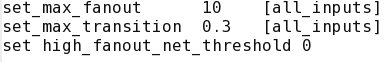 set_max_fanout      10    [all_inputs]
set_max_transition  0.3   [all_inputs]
set high_fanout_net_threshold 0